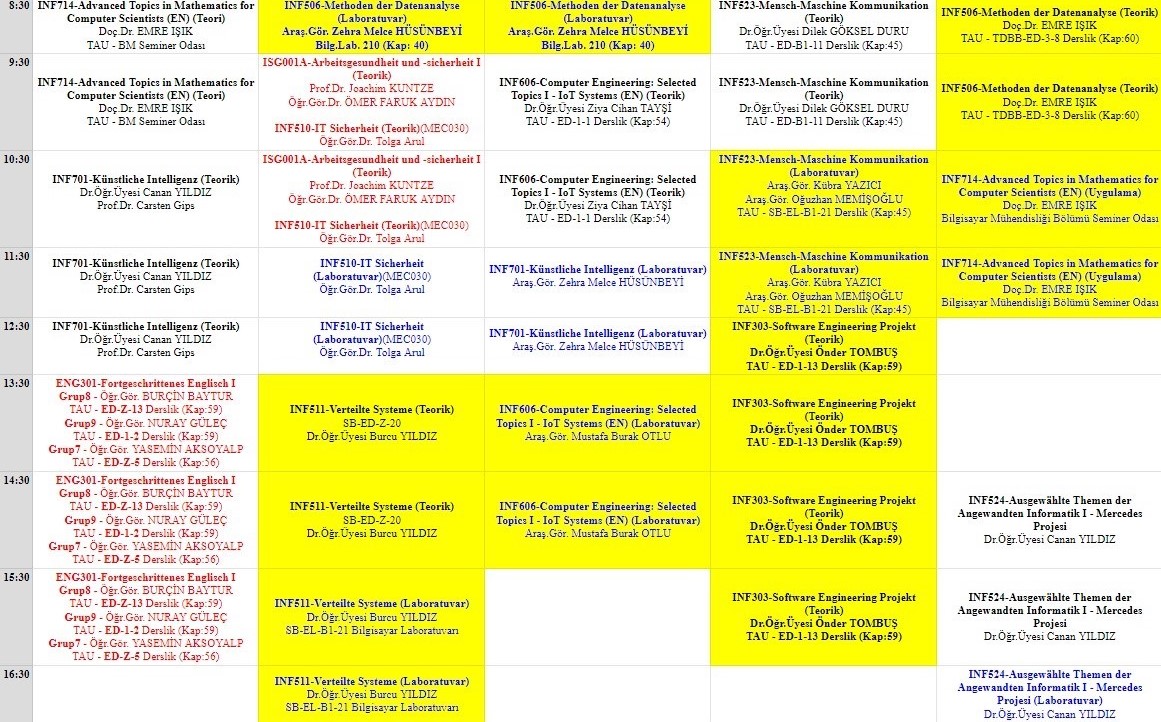 8:30
INF714-Advanced Topics in Mathematics for
Computer Scientists (EN) (Teori)
Doç.Dr. EMRE IŞIK
TAU - BM Seminer Odası
INF506-Methoden der Datenanalyse
(Laboratuvar)
Araş.Gör. Zehra Melce HÜSÜNBEYİ
Bilg.Lab. 210 (Kap: 40)
INF506-Methoden der Datenanalyse
(Laboratuvar)
Araş.Gör. Zehra Melce HÜSÜNBEYİ
Bilg.Lab. 210 (Kap: 40)
INF523-Mensch-Maschine Kommunikation
(Teorik)
Dr.Öğr.Üyesi Dilek GÖKSEL DURU
TAU - ED-B1-11 Derslik (Kap:45)
INF506-Methoden der Datenanalyse (Teorik)
Doç.Dr. EMRE IŞIK
TAU - TDBB-ED-3-8 Derslik (Kap:60)
9:30
INF714-Advanced Topics in Mathematics for
Computer Scientists (EN) (Teori)
Doç.Dr. EMRE IŞIK
TAU - BM Seminer Odası
ISG001A-Arbeitsgesundheit und -sicherheit I
(Teorik)
Prof.Dr. Joachim KUNTZE
Öğr.Gör.Dr. ÖMER FARUK AYDIN
INF510-IT Sicherheit (Teorik)(MEC030)
Öğr.Gör.Dr. Tolga Arul
INF606-Computer Engineering: Selected
Topics I - IoT Systems (EN) (Teorik)
Dr.Öğr.Üyesi Ziya Cihan TAYŞİ
TAU - ED-1-1 Derslik (Kap:54)
INF523-Mensch-Maschine Kommunikation
(Teorik)
Dr.Öğr.Üyesi Dilek GÖKSEL DURU
TAU - ED-B1-11 Derslik (Kap:45)
INF506-Methoden der Datenanalyse (Teorik)
Doç.Dr. EMRE IŞIK
TAU - TDBB-ED-3-8 Derslik (Kap:60)
10:30
INF701-Künstliche Intelligenz (Teorik)
Dr.Öğr.Üyesi Canan YILDIZ
Prof.Dr. Carsten Gips
ISG001A-Arbeitsgesundheit und -sicherheit I
(Teorik)
Prof.Dr. Joachim KUNTZE
Öğr.Gör.Dr. ÖMER FARUK AYDIN
INF510-IT Sicherheit (Teorik)(MEC030)
Öğr.Gör.Dr. Tolga Arul
INF606-Computer Engineering: Selected
Topics I - IoT Systems (EN) (Teorik)
Dr.Öğr.Üyesi Ziya Cihan TAYŞİ
TAU - ED-1-1 Derslik (Kap:54)
INF523-Mensch-Maschine Kommunikation
(Laboratuvar)
Araş.Gör. Kübra YAZICI
Araş.Gör. Oğuzhan MEMİŞOĞLU
TAU - SB-EL-B1-21 Derslik (Kap:45)
INF714-Advanced Topics in Mathematics for
Computer Scientists (EN) (Uygulama)
Doç.Dr. EMRE IŞIK
Bilgisayar Mühendisliği Bölümü Seminer Odası
11:30
INF701-Künstliche Intelligenz (Teorik)
Dr.Öğr.Üyesi Canan YILDIZ
Prof.Dr. Carsten Gips
INF510-IT Sicherheit
(Laboratuvar)(MEC030)
Öğr.Gör.Dr. Tolga Arul
INF701-Künstliche Intelligenz (Laboratuvar)
Araş.Gör. Zehra Melce HÜSÜNBEYİ
INF523-Mensch-Maschine Kommunikation
(Laboratuvar)
Araş.Gör. Kübra YAZICI
Araş.Gör. Oğuzhan MEMİŞOĞLU
TAU - SB-EL-B1-21 Derslik (Kap:45)
INF714-Advanced Topics in Mathematics for
Computer Scientists (EN) (Uygulama)
Doç.Dr. EMRE IŞIK
Bilgisayar Mühendisliği Bölümü Seminer Odası
12:30
INF701-Künstliche Intelligenz (Teorik)
Dr.Öğr.Üyesi Canan YILDIZ
Prof.Dr. Carsten Gips
INF510-IT Sicherheit
(Laboratuvar)(MEC030)
Öğr.Gör.Dr. Tolga Arul
INF701-Künstliche Intelligenz (Laboratuvar)
Araş.Gör. Zehra Melce HÜSÜNBEYİ
INF303-Software Engineering Projekt
(Teorik)
Dr.Öğr.Üyesi Önder TOMBUŞ
TAU - ED-1-13 Derslik (Kap:59)
13:30
ENG301-Fortgeschrittenes Englisch I
Grup8 - Öğr.Gör. BURÇİN BAYTUR
TAU - ED-Z-13 Derslik (Kap:59)
Grup9 - Öğr.Gör. NURAY GÜLEÇ
TAU - ED-1-2 Derslik (Kap:59)
Grup7 - Öğr.Gör. YASEMİN AKSOYALP
TAU - ED-Z-5 Derslik (Kap:56)
INF511-Verteilte Systeme (Teorik)
SB-ED-Z-20
Dr.Öğr.Üyesi Burcu YILDIZ
INF606-Computer Engineering: Selected
Topics I - IoT Systems (EN) (Laboratuvar)
Araş.Gör. Mustafa Burak OTLU
INF303-Software Engineering Projekt
(Teorik)
Dr.Öğr.Üyesi Önder TOMBUŞ
TAU - ED-1-13 Derslik (Kap:59)
14:30
ENG301-Fortgeschrittenes Englisch I
Grup8 - Öğr.Gör. BURÇİN BAYTUR
TAU - ED-Z-13 Derslik (Kap:59)
Grup9 - Öğr.Gör. NURAY GÜLEÇ
TAU - ED-1-2 Derslik (Kap:59)
Grup7 - Öğr.Gör. YASEMİN AKSOYALP
TAU - ED-Z-5 Derslik (Kap:56)
INF511-Verteilte Systeme (Teorik)
SB-ED-Z-20
Dr.Öğr.Üyesi Burcu YILDIZ
INF606-Computer Engineering: Selected
Topics I - IoT Systems (EN) (Laboratuvar)
Araş.Gör. Mustafa Burak OTLU
INF303-Software Engineering Projekt
(Teorik)
Dr.Öğr.Üyesi Önder TOMBUŞ
TAU - ED-1-13 Derslik (Kap:59)
INF524-Ausgewählte Themen der
Angewandten Informatik I - Mercedes
Projesi
Dr.Öğr.Üyesi Canan YILDIZ
15:30
ENG301-Fortgeschrittenes Englisch I
Grup8 - Öğr.Gör. BURÇİN BAYTUR
TAU - ED-Z-13 Derslik (Kap:59)
Grup9 - Öğr.Gör. NURAY GÜLEÇ
TAU - ED-1-2 Derslik (Kap:59)
Grup7 - Öğr.Gör. YASEMİN AKSOYALP
TAU - ED-Z-5 Derslik (Kap:56)
INF511-Verteilte Systeme (Laboratuvar)
Dr.Öğr.Üyesi Burcu YILDIZ
SB-EL-B1-21 Bilgisayar Laboratuvarı
INF303-Software Engineering Projekt
(Teorik)
Dr.Öğr.Üyesi Önder TOMBUŞ
TAU - ED-1-13 Derslik (Kap:59)
INF524-Ausgewählte Themen der
Angewandten Informatik I - Mercedes
Projesi
Dr.Öğr.Üyesi Canan YILDIZ
16:30
INF511-Verteilte Systeme (Laboratuvar)
Dr.Öğr.Üyesi Burcu YILDIZ
SB-EL-B1-21 Bilgisayar Laboratuvarı
INF524-Ausgewählte Themen der
Angewandten Informatik I - Mercedes
Projesi (Laboratuvar)
Dr.Öğr.Üyesi Canan YILDIZ